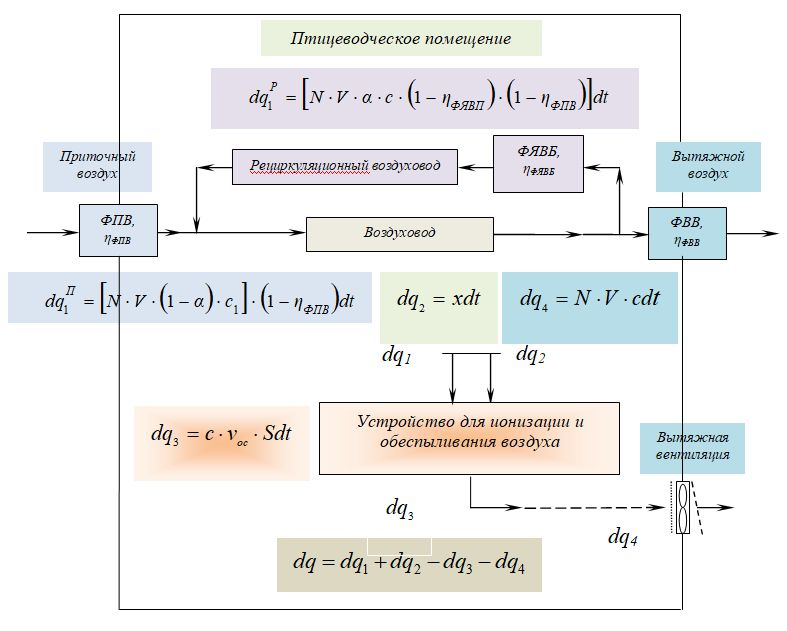 Птицеводческое помещение
dq₁ᴾ = [N · V · α · c · (1 − η_ФЯВП) · (1 − η_ФПВ)]dt
Приточный
воздух
Рециркуляционный воздуховод
ФЯВБ,
η_ФЯВБ
Вытяжной
воздух
ФПВ,
η_ФПВ
Воздуховод
ФВВ,
η_ФВВ
dq₁ᴨ = [N · V · (1 − α) · c₁] · (1 − η_ФПВ)dt
dq₂ = xdt
dq₄ = N · V · cdt
dq₁
dq₂
dq₃ = c · v_ос · Sdt
Устройство для ионизации и
обеспыливания воздуха
Вытяжная
вентиляция
dq₃
dq₄
dq = dq₁ + dq₂ − dq₃ − dq₄